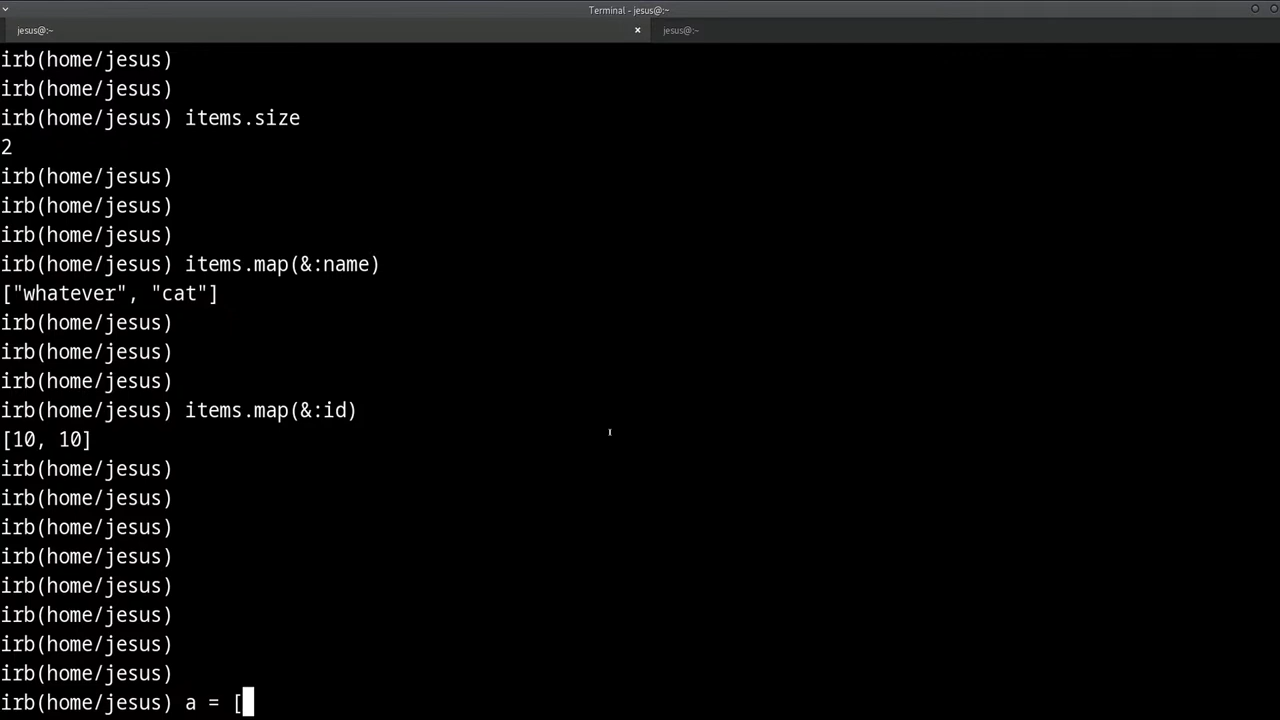 Terminal - jesus@:~
jesus@:~ × jesus@:~
irb(home/jesus)
irb(home/jesus)
irb(home/jesus) items.size
2
irb(home/jesus)
irb(home/jesus)
irb(home/jesus)
irb(home/jesus) items.map(&:name)
["whatever", "cat"]
irb(home/jesus)
irb(home/jesus)
irb(home/jesus)
irb(home/jesus) items.map(&:id)
[10, 10]
irb(home/jesus)
irb(home/jesus)
irb(home/jesus)
irb(home/jesus)
irb(home/jesus)
irb(home/jesus)
irb(home/jesus)
irb(home/jesus)
irb(home/jesus) a = [